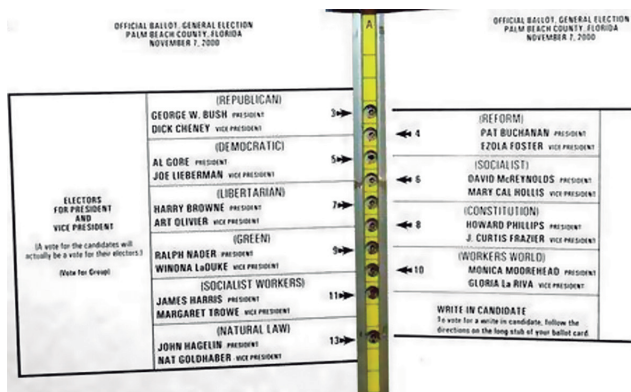 OFFICIAL BALLOT, GENERAL ELECTION
PALM BEACH COUNTY, FLORIDA
NOVEMBER 7, 2000
ELECTORS
FOR PRESIDENT
AND
VICE PRESIDENT
(A vote for the candidates will
actually be a vote for their electors.)
(Vote for Group)
(REPUBLICAN)
GEORGE W. BUSH PRESIDENT
DICK CHENEY VICE PRESIDENT
3
(DEMOCRATIC)
AL GORE PRESIDENT
JOE LIEBERMAN VICE PRESIDENT
5
(LIBERTARIAN)
HARRY BROWNE PRESIDENT
ART OLIVIER VICE PRESIDENT
7
(GREEN)
RALPH NADER PRESIDENT
WINONA LaDUKE VICE PRESIDENT
9
(SOCIALIST WORKERS)
JAMES HARRIS PRESIDENT
MARGARET TROWE VICE PRESIDENT
11
(NATURAL LAW)
JOHN HAGELIN PRESIDENT
NAT GOLDHABER VICE PRESIDENT
13
A
OFFICIAL BALLOT, GENERAL ELECTION
PALM BEACH COUNTY, FLORIDA
NOVEMBER 7, 2000
(REFORM)
4 PAT BUCHANAN PRESIDENT
EZOLA FOSTER VICE PRESIDENT
(SOCIALIST)
6 DAVID McREYNOLDS PRESIDENT
MARY CAL HOLLIS VICE PRESIDENT
(CONSTITUTION)
8 HOWARD PHILLIPS PRESIDENT
J. CURTIS FRAZIER VICE PRESIDENT
(WORKERS WORLD)
10 MONICA MOOREHEAD PRESIDENT
GLORIA La RIVA VICE PRESIDENT
WRITE IN CANDIDATE
To vote for a write in candidate, follow the
directions on the long stub of your ballot card.